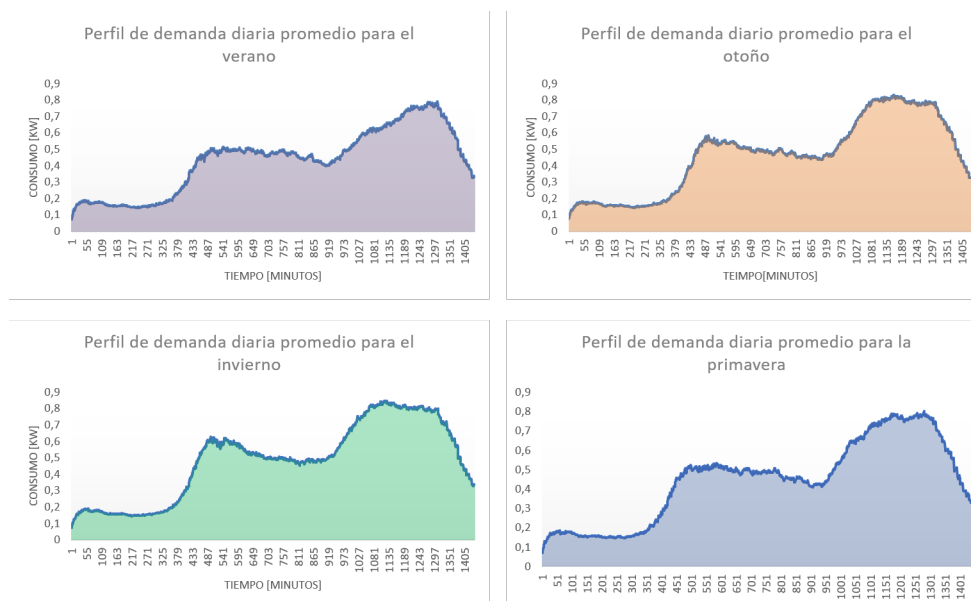 Perfil de demanda diaria promedio para el
verano
CONSUMO [KW]
0,9
0,8
0,7
0,6
0,5
0,4
0,3
0,2
0,1
0
1 55 109 163 217 271 325 379 433 487 541 595 649 703 757 811 865 919 973 1027 1081 1135 1189 1243 1297 1351 1405
TIEMPO [MINUTOS]
Perfil de demanda diario promedio para el
otoño
CONSUMO [KW]
0,9
0,8
0,7
0,6
0,5
0,4
0,3
0,2
0,1
0
1 55 109 163 217 271 325 379 433 487 541 595 649 703 757 811 865 919 973 1027 1081 1135 1189 1243 1297 1351 1405
TEIMPO[MINUTOS]
Perfil de demanda diaria promedio para el
invierno
CONSUMO [KW]
0,9
0,8
0,7
0,6
0,5
0,4
0,3
0,2
0,1
0
1 55 109 163 217 271 325 379 433 487 541 595 649 703 757 811 865 919 973 1027 1081 1135 1189 1243 1297 1351 1405
TIEMPO [MINUTOS]
Perfil de demanda diaria promedio para la
primavera
0,9
0,8
0,7
0,6
0,5
0,4
0,3
0,2
0,1
0
1 51 101 151 201 251 301 351 401 451 501 551 601 651 701 751 801 851 901 951 1001 1051 1101 1151 1201 1251 1301 1351 1401